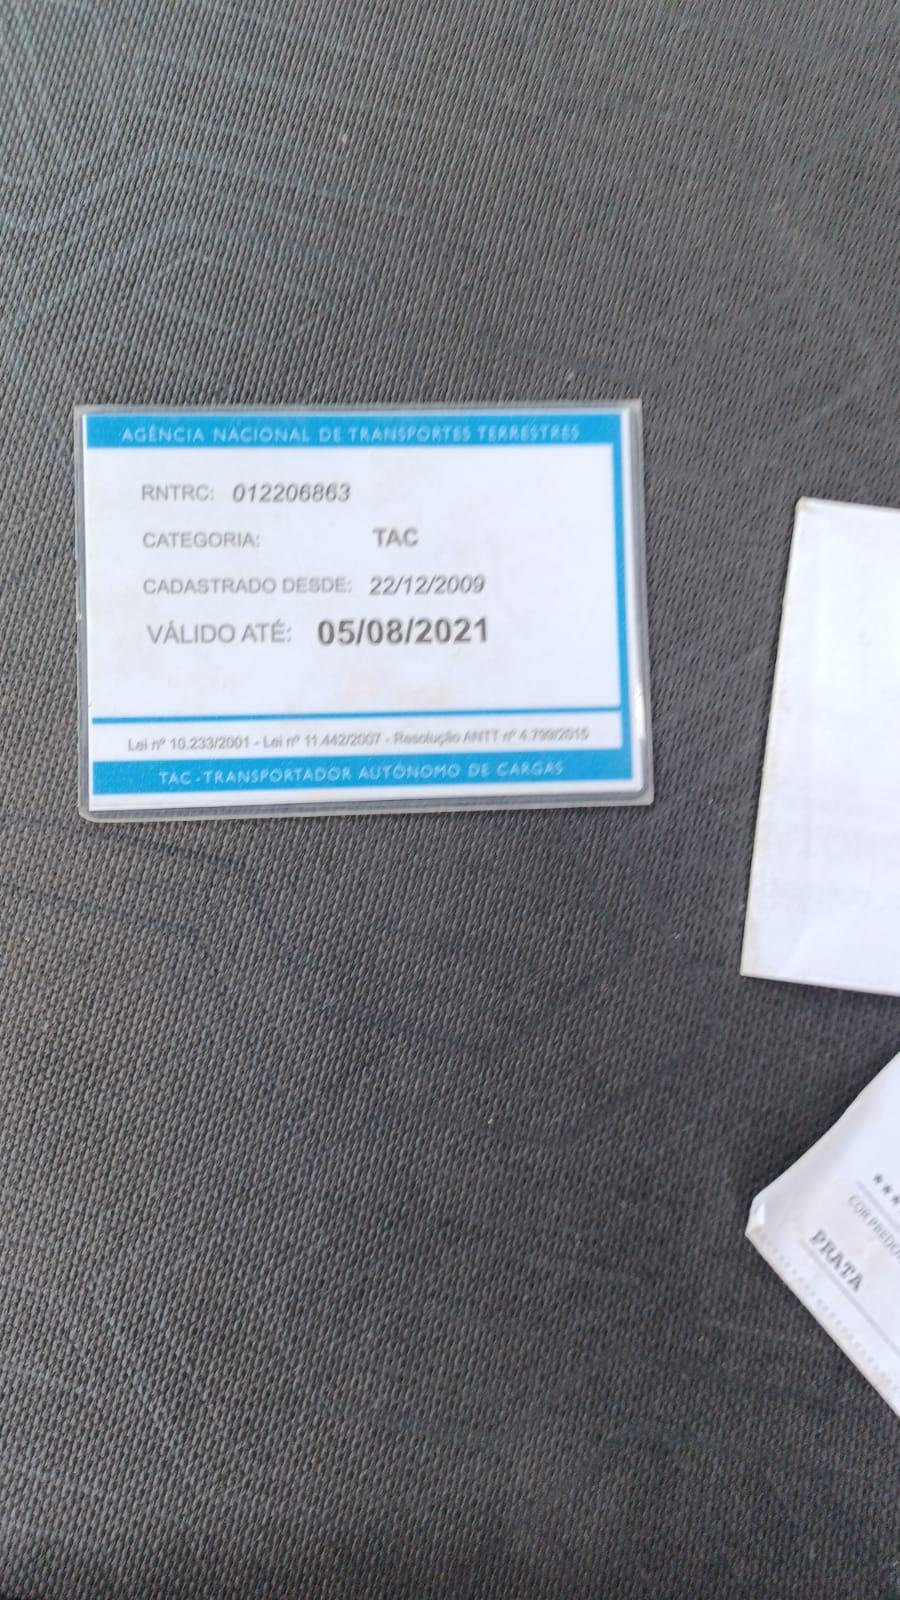 AGÊNCIA NACIONAL DE TRANSPORTES TERRESTRES
RNTRC: 012206863
CATEGORIA: TAC
CADASTRADO DESDE: 22/12/2009
VÁLIDO ATÉ: 05/08/2021
Lei nº 10.233/2001 - Lei nº 11.442/2007 - Resolução ANTT nº 4.799/2015
TAC - TRANSPORTADOR AUTÔNOMO DE CARGAS
***
COR PREDO
PRATA